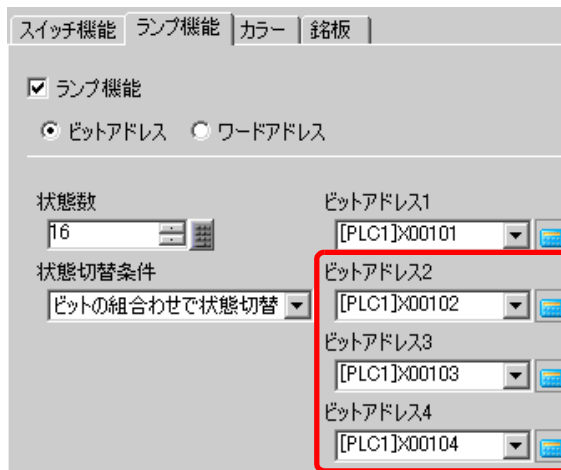 スイッチ機能 ランプ機能 カラー 銘板
ランプ機能
ビットアドレス ワードアドレス
状態数 ビットアドレス1
16 [PLC1]X00101
状態切替条件 ビットアドレス2
ビットの組合わせで状態切替 [PLC1]X00102
ビットアドレス3
[PLC1]X00103
ビットアドレス4
[PLC1]X00104